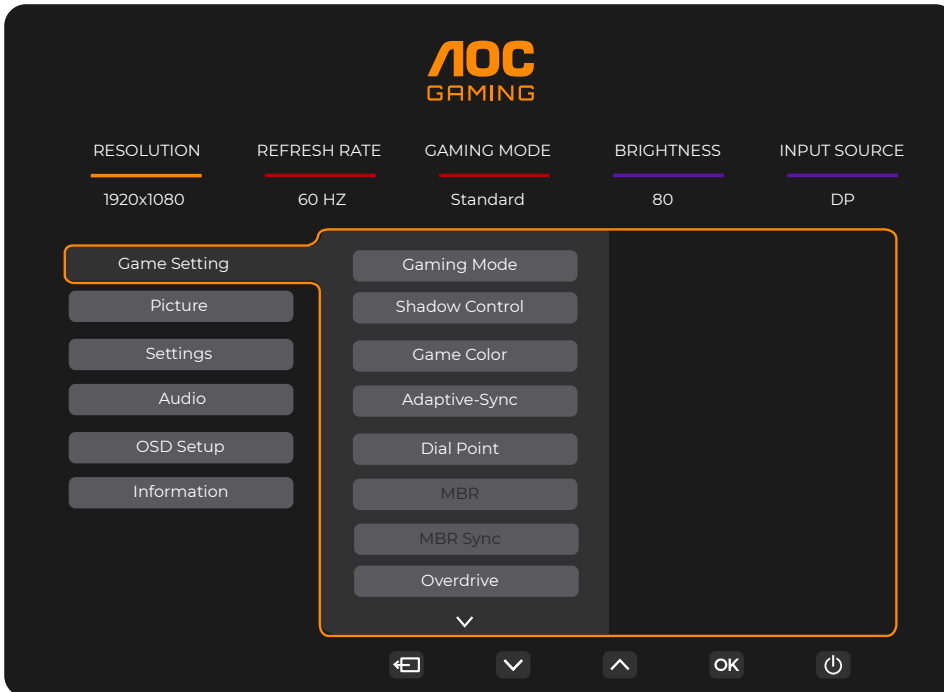 AOC
GAMING
RESOLUTION REFRESH RATE GAMING MODE BRIGHTNESS INPUT SOURCE
1920x1080 60 HZ Standard 80 DP
Game Setting Gaming Mode
Picture Shadow Control
Settings Game Color
Audio Adaptive-Sync
OSD Setup Dial Point
Information MBR
MBR Sync
Overdrive
OK